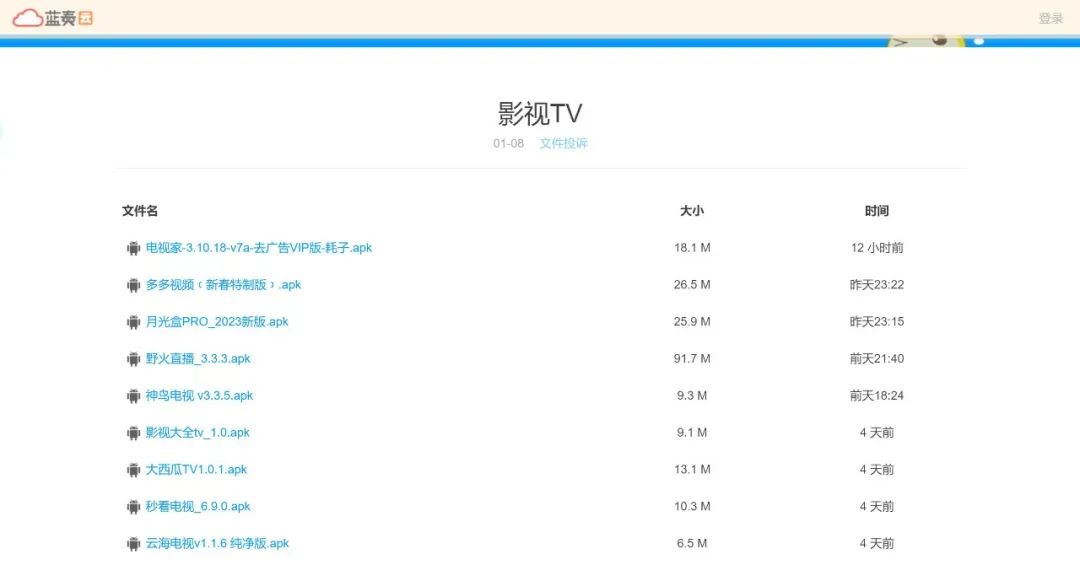 蓝奏云 登录
影视TV
01-08 文件投诉
文件名 大小 时间
电视家-3.10.18-v7a-去广告VIP版-耗子.apk 18.1 M 12 小时前
多多视频﹝新春特制版﹞.apk 26.5 M 昨天23:22
月光盒PRO_2023新版.apk 25.9 M 昨天23:15
野火直播_3.3.3.apk 91.7 M 前天21:40
神鸟电视 v3.3.5.apk 9.3 M 前天18:24
影视大全tv_1.0.apk 9.1 M 4 天前
大西瓜TV1.0.1.apk 13.1 M 4 天前
秒看电视_6.9.0.apk 10.3 M 4 天前
云海电视v1.1.6 纯净版.apk 6.5 M 4 天前